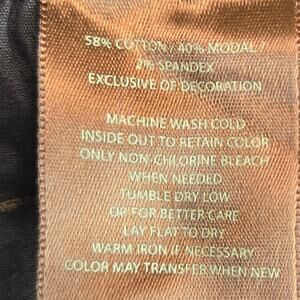 58% COTTON / 40% MODAL /
2% SPANDEX
EXCLUSIVE OF DECORATION
MACHINE WASH COLD
INSIDE OUT TO RETAIN COLOR
ONLY NON-CHLORINE BLEACH
WHEN NEEDED
TUMBLE DRY LOW
OR FOR BETTER CARE
LAY FLAT TO DRY
WARM IRON IF NECESSARY
COLOR MAY TRANSFER WHEN NEW